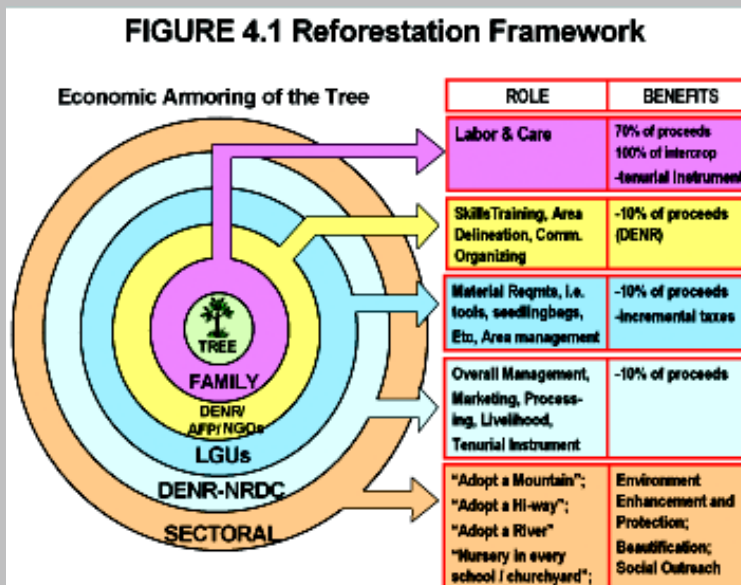 FIGURE 4.1 Reforestation Framework
Economic Armoring of the Tree
ROLE
BENEFITS
Labor & Care
70% of proceeds
100% of intercrop
-tenurial Instrument
SkillsTraining, Area
Delineation, Comm.
Organizing
-10% of proceeds
(DENR)
Material Reqmts, i.e.
tools, seedlingbags,
Etc, Area management
-10% of proceeds
-incremental taxes
Overall Management,
Marketing, Process-
ing, Livelihood,
Tenurial Instrument
-10% of proceeds
"Adopt a Mountain";
"Adopt a Hi-way";
"Adopt a River"
"Nursery in every
school / churchyard";
Environment
Enhancement and
Protection;
Beautification;
Social Outreach
TREE
FAMILY
DENR/
AFP/ NGOs
LGUs
DENR-NRDC
SECTORAL